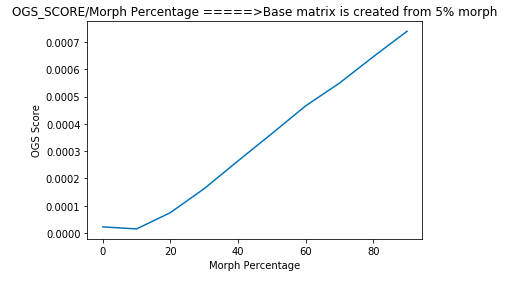 OGS_SCORE/Morph Percentage =====>Base matrix is created from 5% morph
0.0007
0.0006
0.0005
0.0004
0.0003
0.0002
0.0001
0.0000
OGS Score
0 20 40 60 80
Morph Percentage